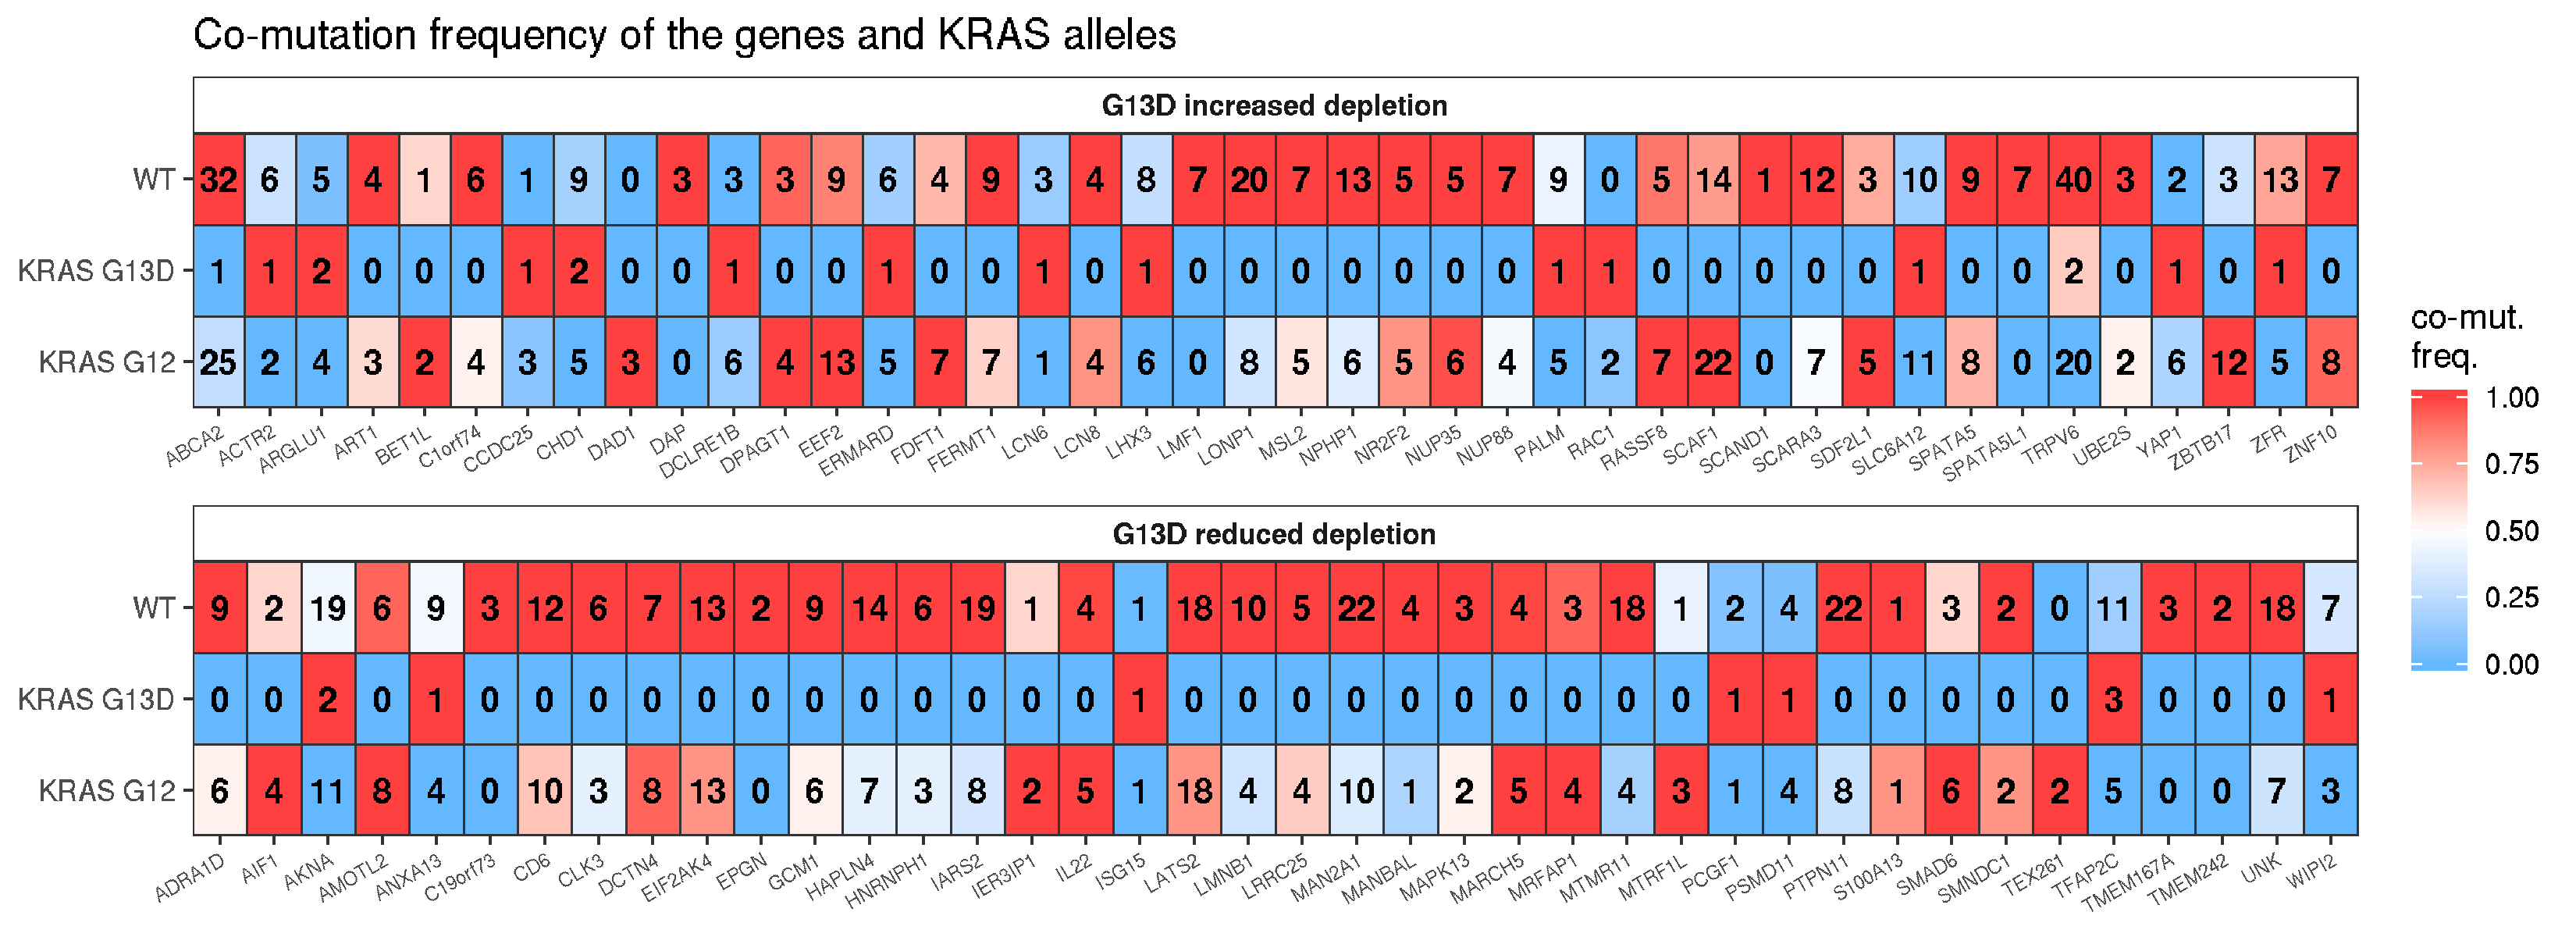 Co-mutation frequency of the genes and KRAS alleles
G13D increased depletion
WT 32 6 5 4 1 6 1 9 0 3 3 3 9 6 4 9 3 4 8 7 20 7 13 5 5 7 9 0 5 14 1 12 3 10 9 7 40 3 2 3 13 7
KRAS G13D 1 1 2 0 0 0 1 2 0 0 1 0 0 1 0 0 1 0 1 0 0 0 0 0 0 0 1 1 0 0 0 0 0 1 0 0 2 0 1 0 1 0
KRAS G12 25 2 4 3 2 4 3 5 3 0 6 4 13 5 7 7 1 4 6 0 8 5 6 5 6 4 5 2 7 22 0 7 5 11 8 0 20 2 6 12 5 8
ABCA2 ACTR2 ARGLU1 ART1 BET1L C1orf74 CCDC25 CHD1 DAD1 DAP DCLRE1B DPAGT1 EEF2 ERMARD FDFT1 FERMT1 LCN6 LCN8 LHX3 LMF1 LONP1 MSL2 NPHP1 NR2F2 NUP35 NUP88 PALM RAC1 RASSF8 SCAF1 SCAND1 SCARA3 SDF2L1 SLC6A12 SPATA5 SPATA5L1 TRPV6 UBE2S YAP1 ZBTB17 ZFR ZNF10
G13D reduced depletion
WT 9 2 19 6 9 3 12 6 7 13 2 9 14 6 19 1 4 1 18 10 5 22 4 3 4 3 18 1 2 4 22 1 3 2 0 11 3 2 18 7
KRAS G13D 0 0 2 0 1 0 0 0 0 0 0 0 0 0 0 0 0 1 0 0 0 0 0 0 0 0 0 0 1 1 0 0 0 0 0 3 0 0 0 1
KRAS G12 6 4 11 8 4 0 10 3 8 13 0 6 7 3 8 2 5 1 18 4 4 10 1 2 5 4 4 3 1 4 8 1 6 2 2 5 0 0 7 3
ADRA1D AIF1 AKNA AMOTL2 ANXA13 C19orf73 CD6 CLK3 DCTN4 EIF2AK4 EPGN GCM1 HAPLN4 HNRNPH1 IARS2 IER3IP1 IL22 ISG15 LATS2 LMNB1 LRRC25 MAN2A1 MANBAL MAPK13 MARCH5 MRFAP1 MTMR11 MTRF1L PCGF1 PSMD11 PTPN11 S100A13 SMAD6 SMNDC1 TEX261 TFAP2C TMEM167A TMEM242 UNK WIPI2
co-mut.
freq.
1.00
0.75
0.50
0.25
0.00